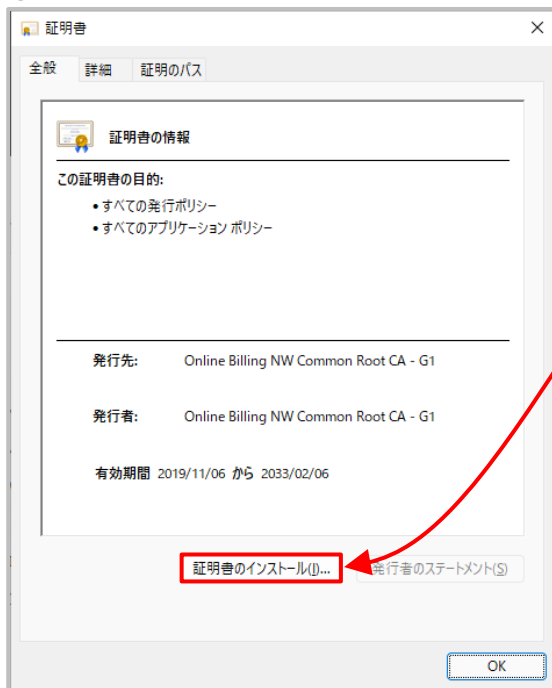 証明書
全般 詳細 証明のパス
証明書の情報
この証明書の目的:
• すべての発行ポリシー
• すべてのアプリケーション ポリシー
発行先: Online Billing NW Common Root CA - G1
発行者: Online Billing NW Common Root CA - G1
有効期間 2019/11/06 から 2033/02/06
証明書のインストール(I)... 発行者のステートメント(S)
OK